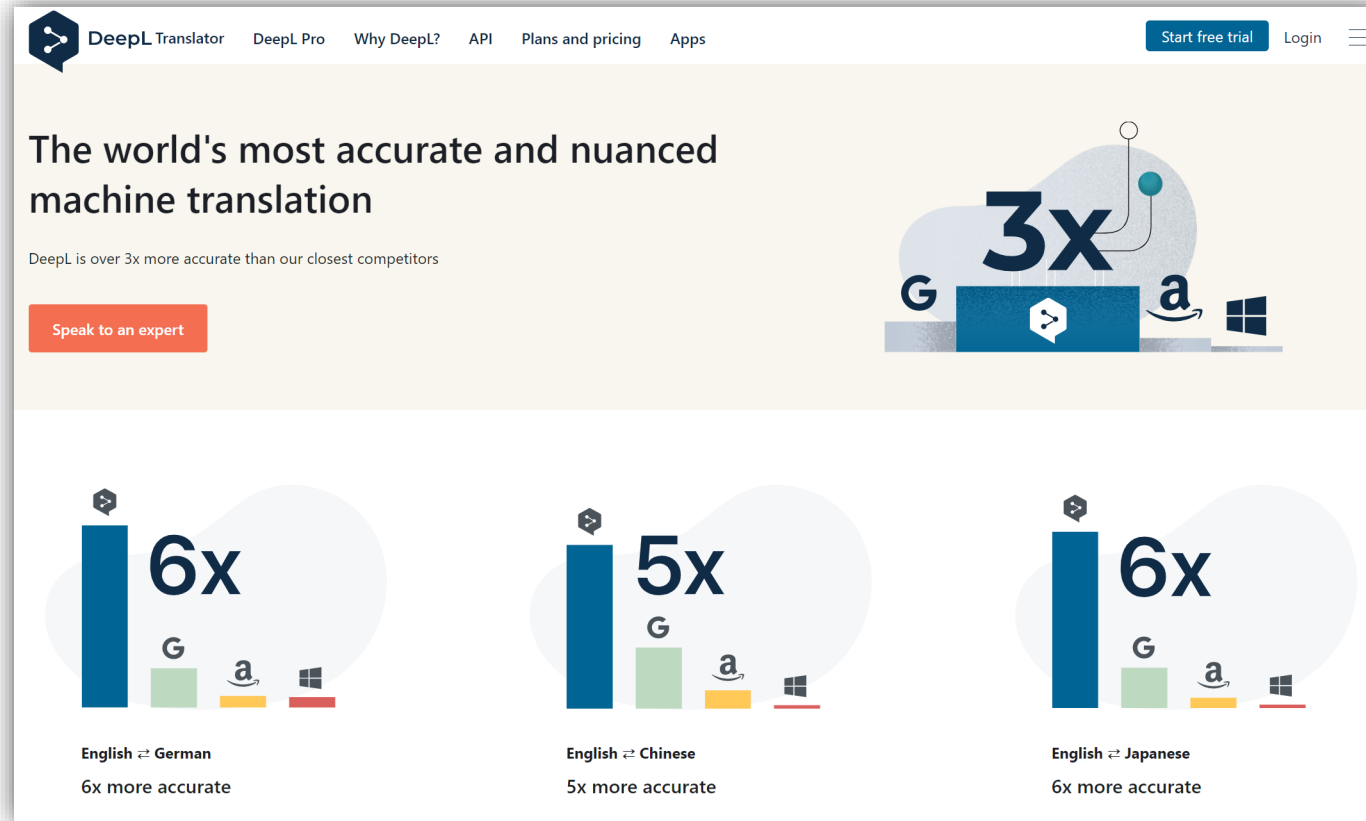 DeepL Translator DeepL Pro Why DeepL? API Plans and pricing Apps Start free trial Login
The world's most accurate and nuanced
machine translation
DeepL is over 3x more accurate than our closest competitors
Speak to an expert
3x
G
a
6x
G
a
English ⇄ German
6x more accurate
5x
G
a
English ⇄ Chinese
5x more accurate
6x
G
a
English ⇄ Japanese
6x more accurate